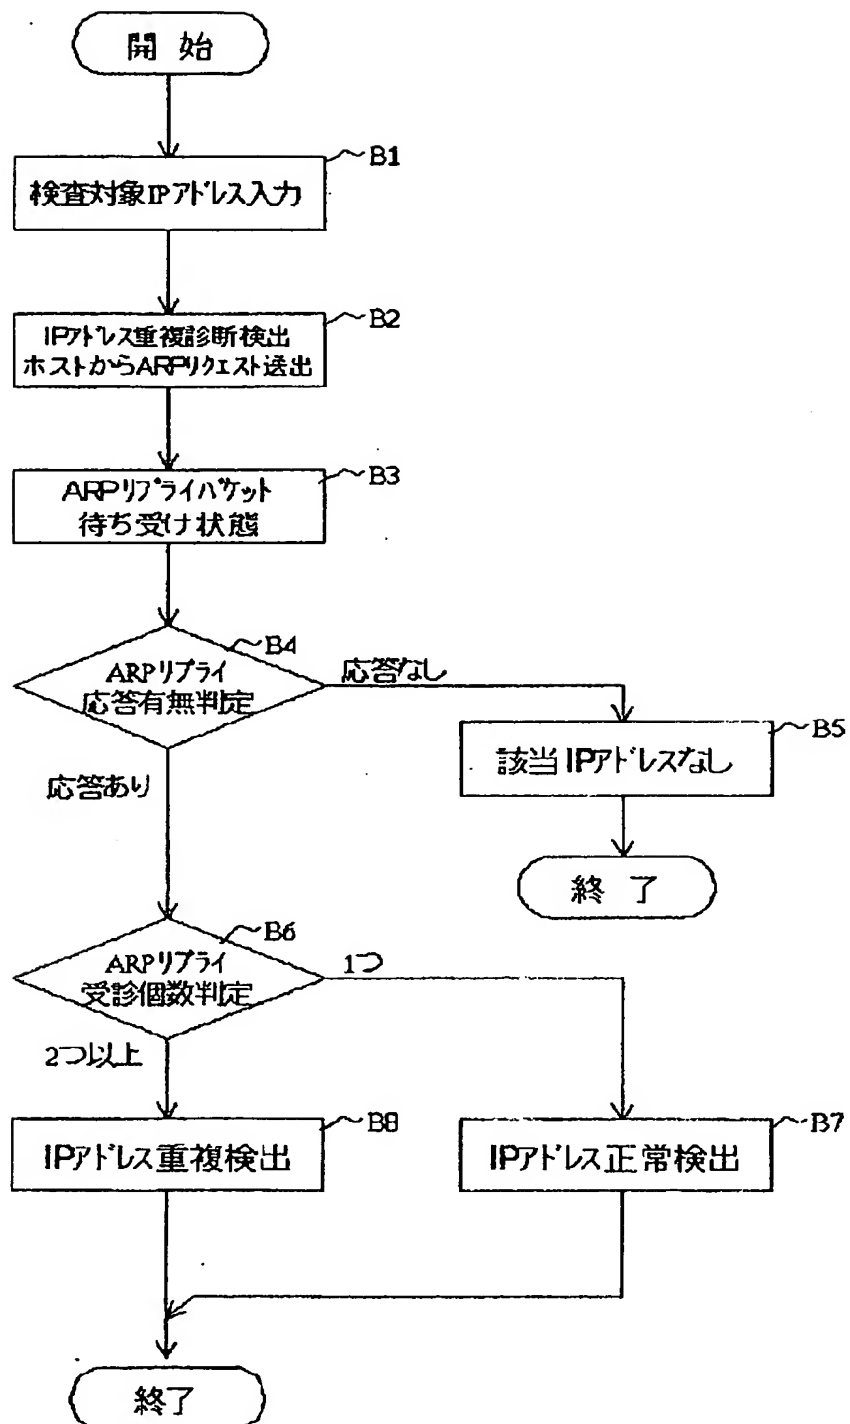 開 始
B1
検査対象IPアドレス入力
B2
IPアドレス重複診断検出
ホストからARPリクエスト送出
B3
ARPリプライパケット
待ち受け状態
B4
ARPリプライ
応答有無判定
応答なし
B5
該当IPアドレスなし
応答あり
終 了
B6
ARPリプライ
受診個数判定
1つ
2つ以上
B8
IPアドレス重複検出
B7
IPアドレス正常検出
終了